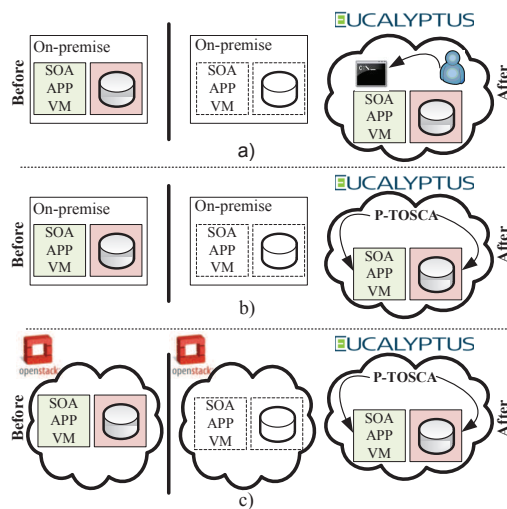 EUCALYPTUS
Before
On-premise
SOA
APP
VM
On-premise
SOA
APP
VM
C:\
SOA
APP
VM
After
a)
EUCALYPTUS
Before
On-premise
SOA
APP
VM
On-premise
SOA
APP
VM
P-TOSCA
SOA
APP
VM
After
b)
openstack
openstack
EUCALYPTUS
Before
SOA
APP
VM
SOA
APP
VM
P-TOSCA
SOA
APP
VM
After
c)